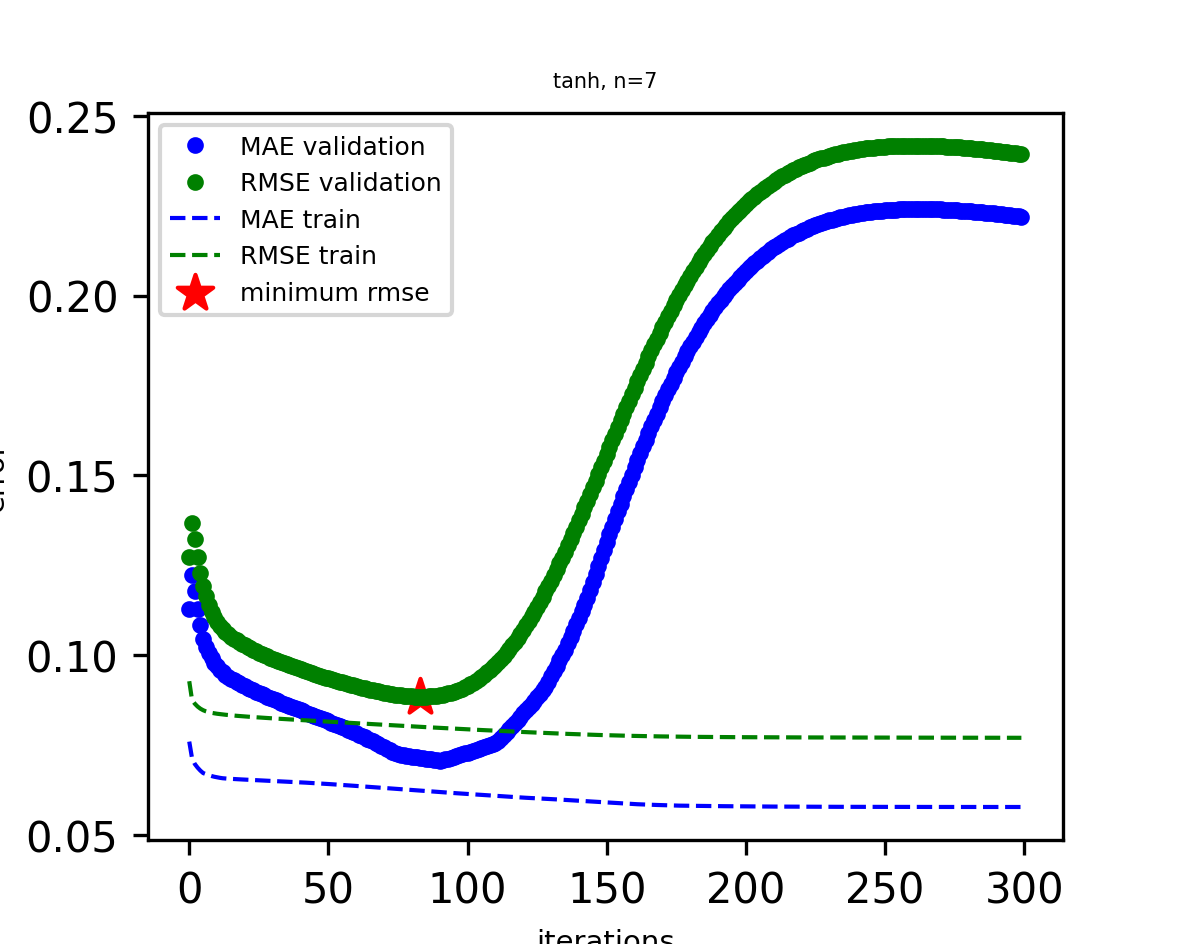 tanh, n=7
0.25
0.20
0.15
0.10
0.05
MAE validation
RMSE validation
MAE train
RMSE train
minimum rmse
0 50 100 150 200 250 300
iterations